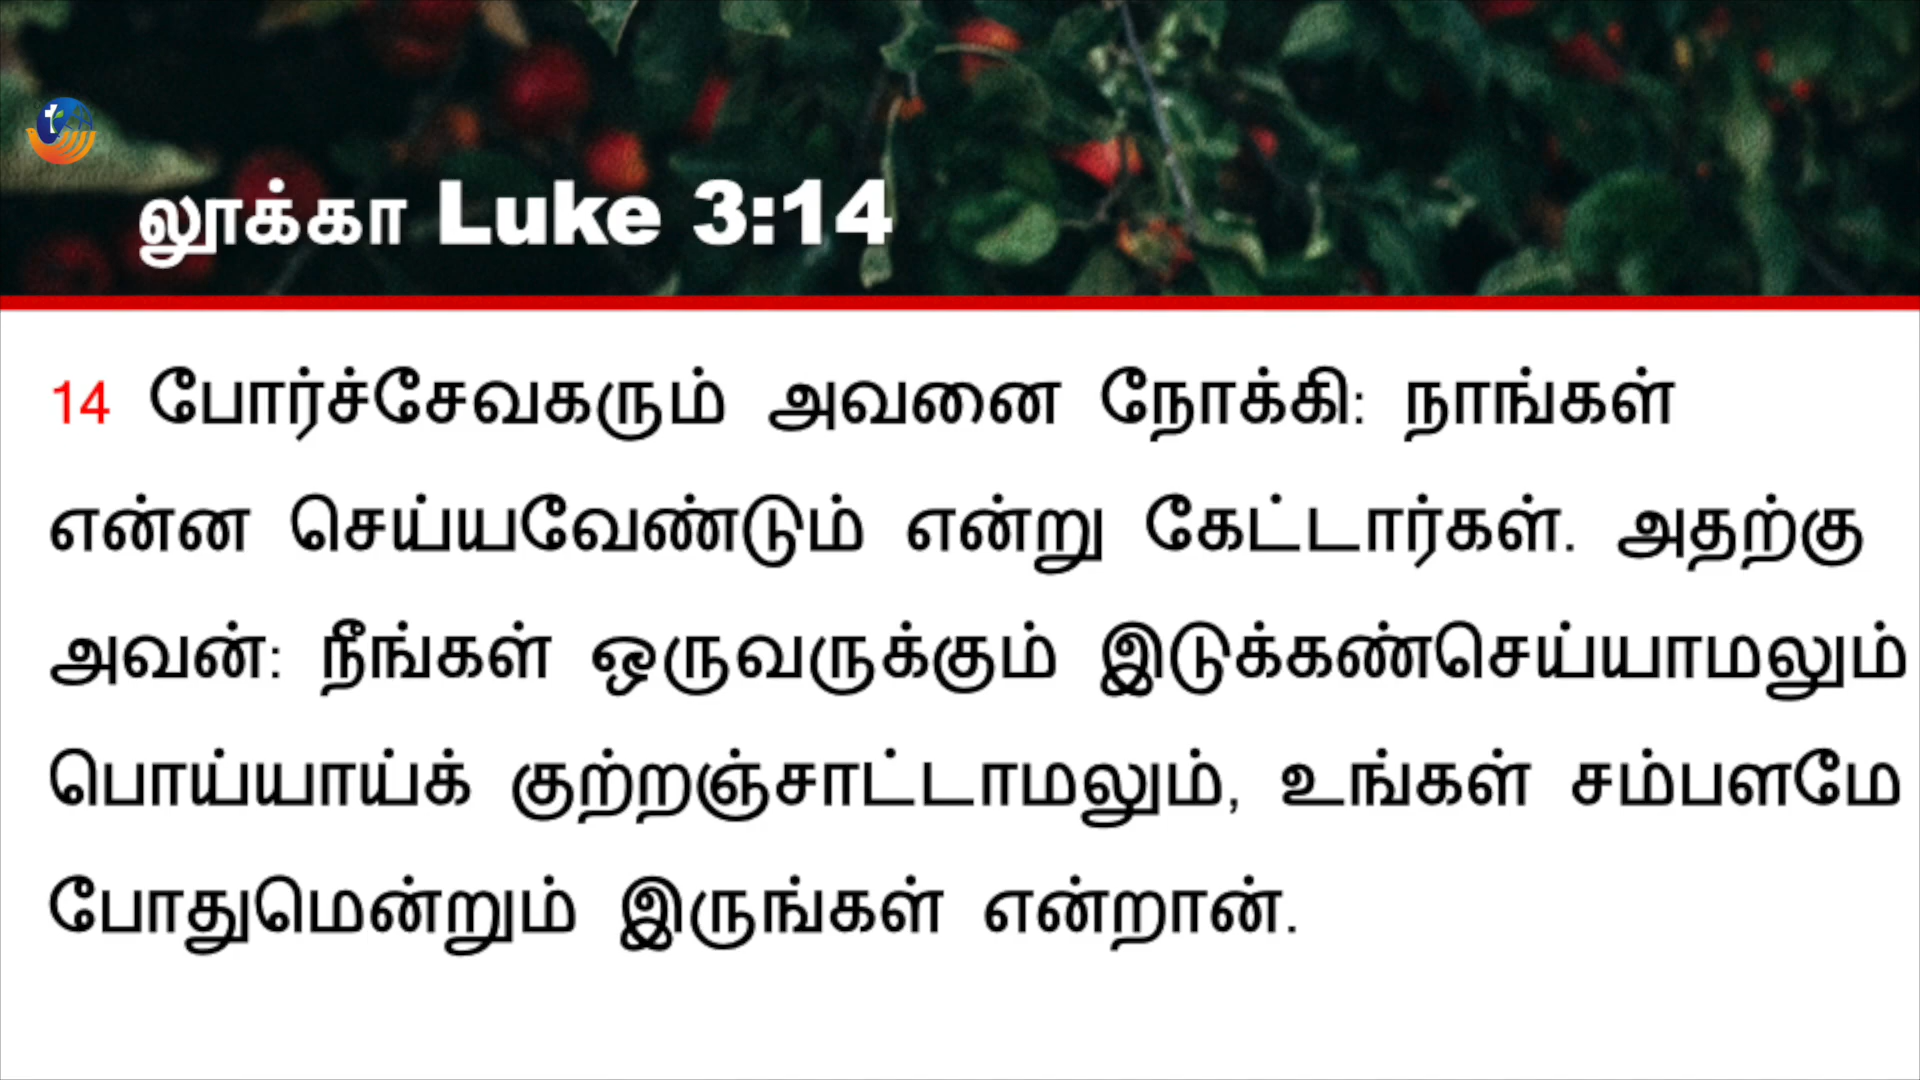 லூக்கா Luke 3:14
14 போர்ச்சேவகரும் அவனை நோக்கி: நாங்கள்
என்ன செய்யவேண்டும் என்று கேட்டார்கள். அதற்கு
அவன்: நீங்கள் ஒருவருக்கும் இடுக்கண்செய்யாமலும்
பொய்யாய்க் குற்றஞ்சாட்டாமலும், உங்கள் சம்பளமே
போதுமென்றும் இருங்கள் என்றான்.